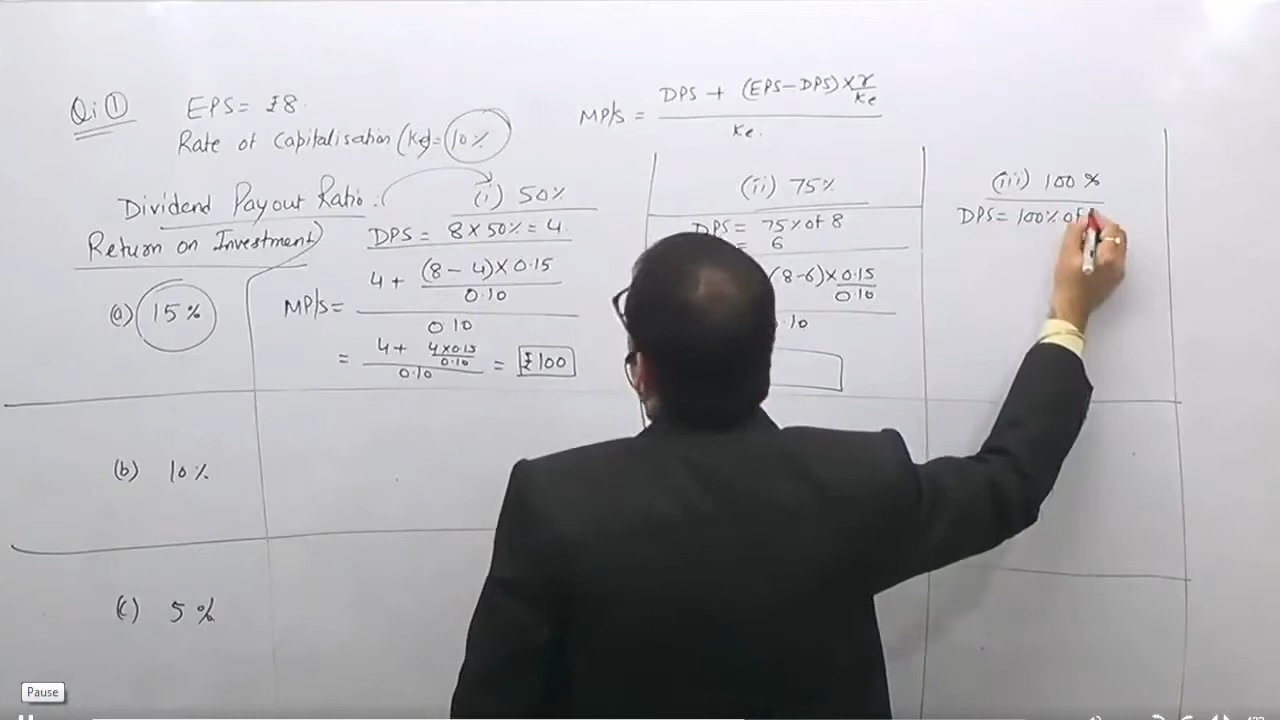 Q:① EPS= ₹8.
Rate of Capitalisation (Ke)= 10%
MP/S = DPS + (EPS-DPS)×r/Ke
Ke.
Dividend Payout Ratio :
Return on Investment)
(i) 50%
DPS = 8×50% = 4.
(ii) 75%
DPS = 75% of 8
= 6
(iii) 100%
DPS= 100% of
(a) 15%
MP/S= 4 + (8-4)×0.15
0.10
0.10
= 4+ 4×0.15
0.10
0.10
= ₹100
(8-6)×0.15
0.10
.10
(b) 10%
(c) 5%
Pause